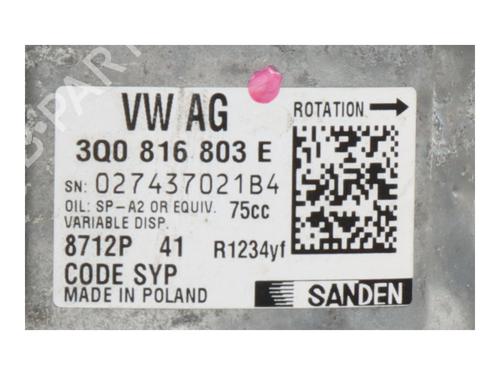 VW AG
ROTATION
3Q0 816 803 E
SN: 027437021B4
OIL: SP-A2 OR EQUIV. 75cc
VARIABLE DISP.
8712P 41 R1234yf
CODE SYP
MADE IN POLAND
SANDEN
B-PARTS